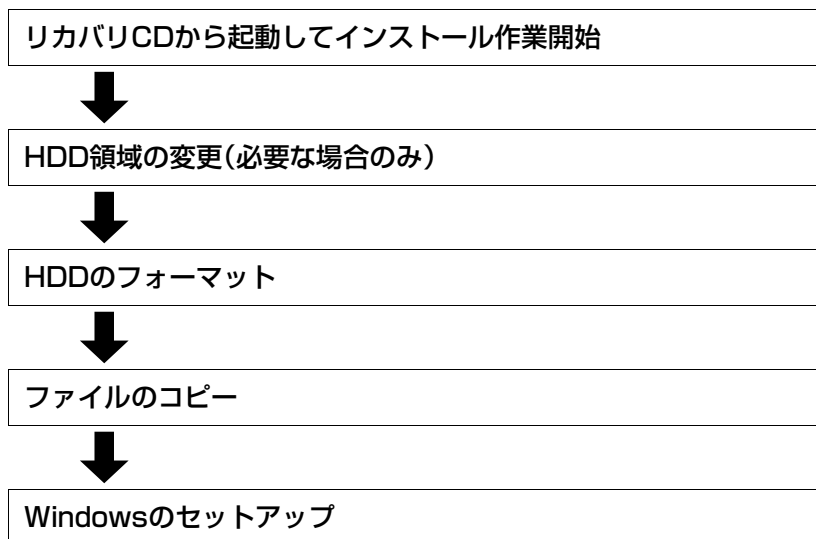 リカバリCDから起動してインストール作業開始
HDD領域の変更(必要な場合のみ)
HDDのフォーマット
ファイルのコピー
Windowsのセットアップ